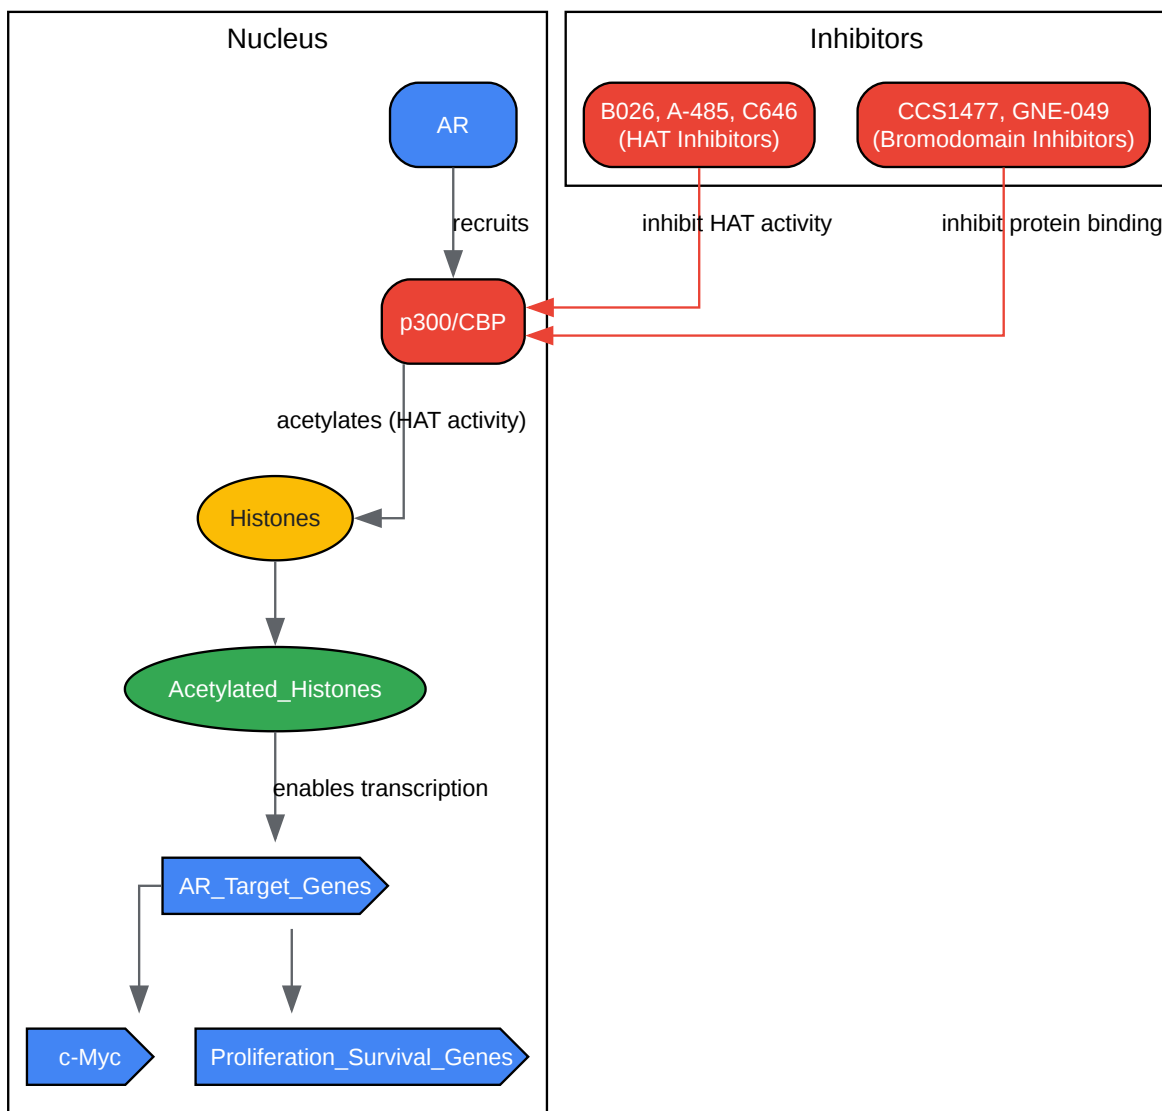 Nucleus
Inhibitors
AR
B026, A-485, C646
(HAT Inhibitors)
CCS1477, GNE-049
(Bromodomain Inhibitors)
recruits
inhibit HAT activity
inhibit protein binding
p300/CBP
acetylates (HAT activity)
Histones
Acetylated_Histones
enables transcription
AR_Target_Genes
c-Myc
Proliferation_Survival_Genes